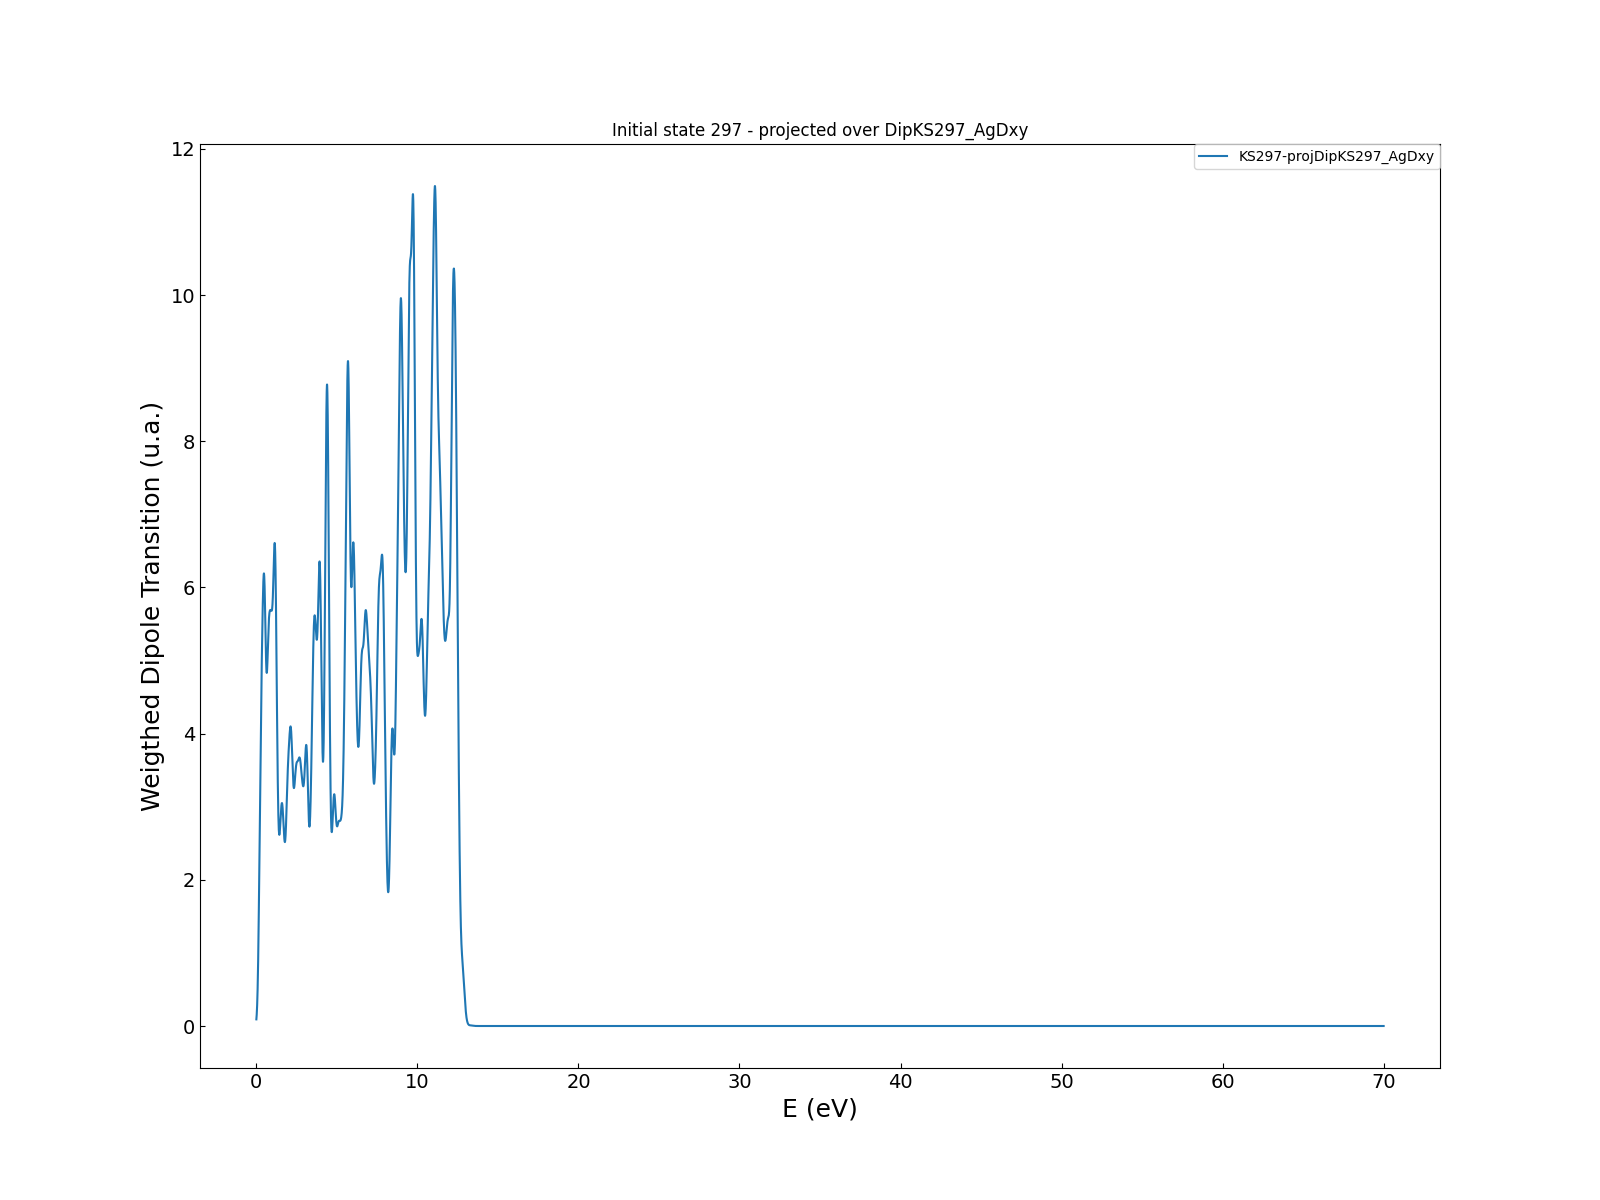 Initial state 297 - projected over DipKS297_AgDxy
KS297-projDipKS297_AgDxy
Weigthed Dipole Transition (u.a.)
12
10
8
6
4
2
0
0 10 20 30 40 50 60 70
E (eV)